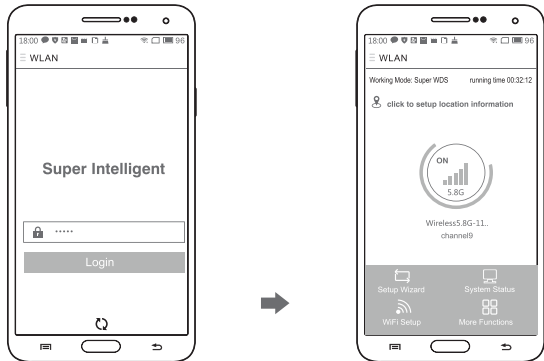 18:00 96
WLAN
Super Intelligent
•••••
Login
18:00 96
WLAN
Working Mode: Super WDS running time 00:32:12
click to setup location information
ON
5.8G
Wireless5.8G-11..
channel9
Setup Wizard System Status
WiFi Setup More Functions